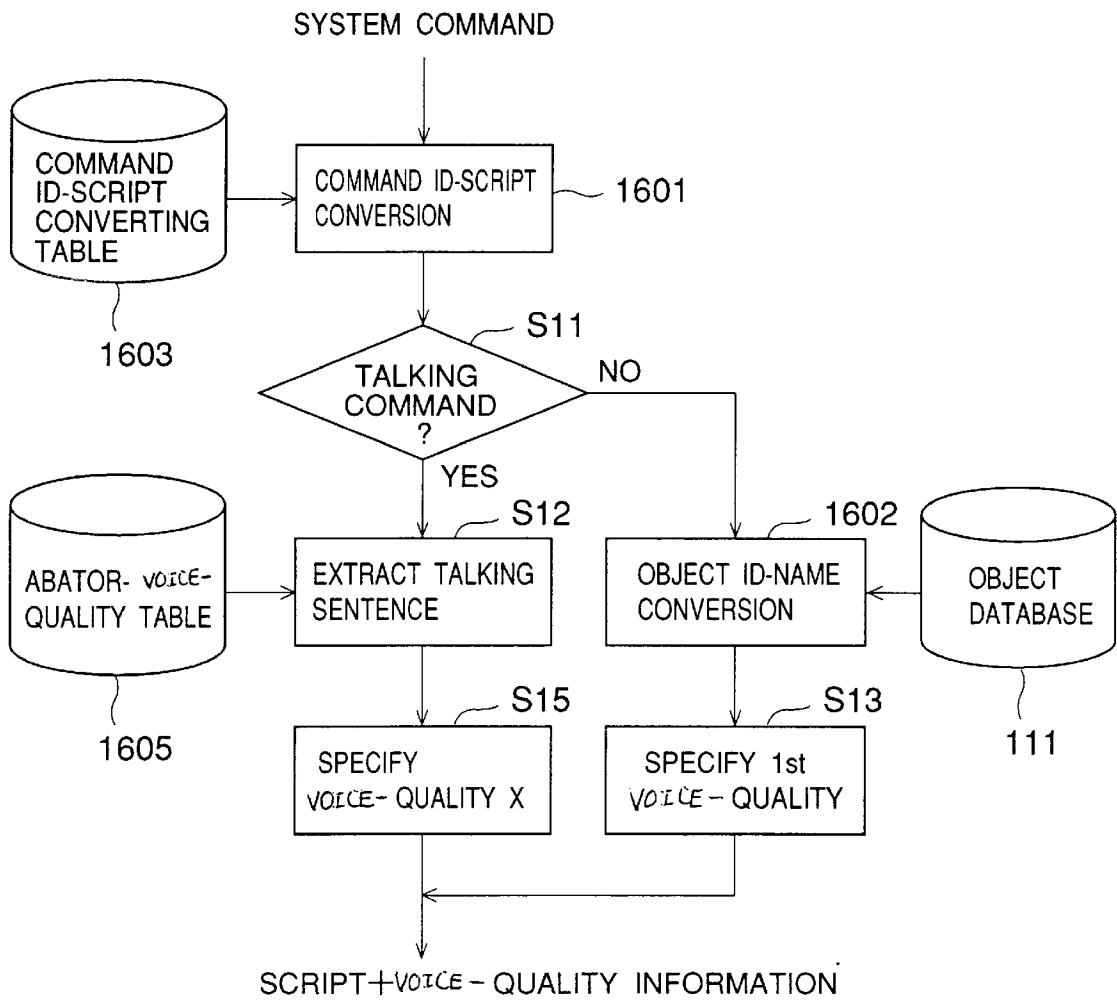 SYSTEM COMMAND
COMMAND
ID-SCRIPT
CONVERTING
TABLE
1603
COMMAND ID-SCRIPT
CONVERSION
1601
S11
TALKING
COMMAND
?
NO
YES
ABATOR- VOICE-
QUALITY TABLE
1605
S12
EXTRACT TALKING
SENTENCE
1602
OBJECT ID-NAME
CONVERSION
OBJECT
DATABASE
111
S15
SPECIFY
VOICE- QUALITY X
S13
SPECIFY 1st
VOICE- QUALITY
SCRIPT+VOICE- QUALITY INFORMATION